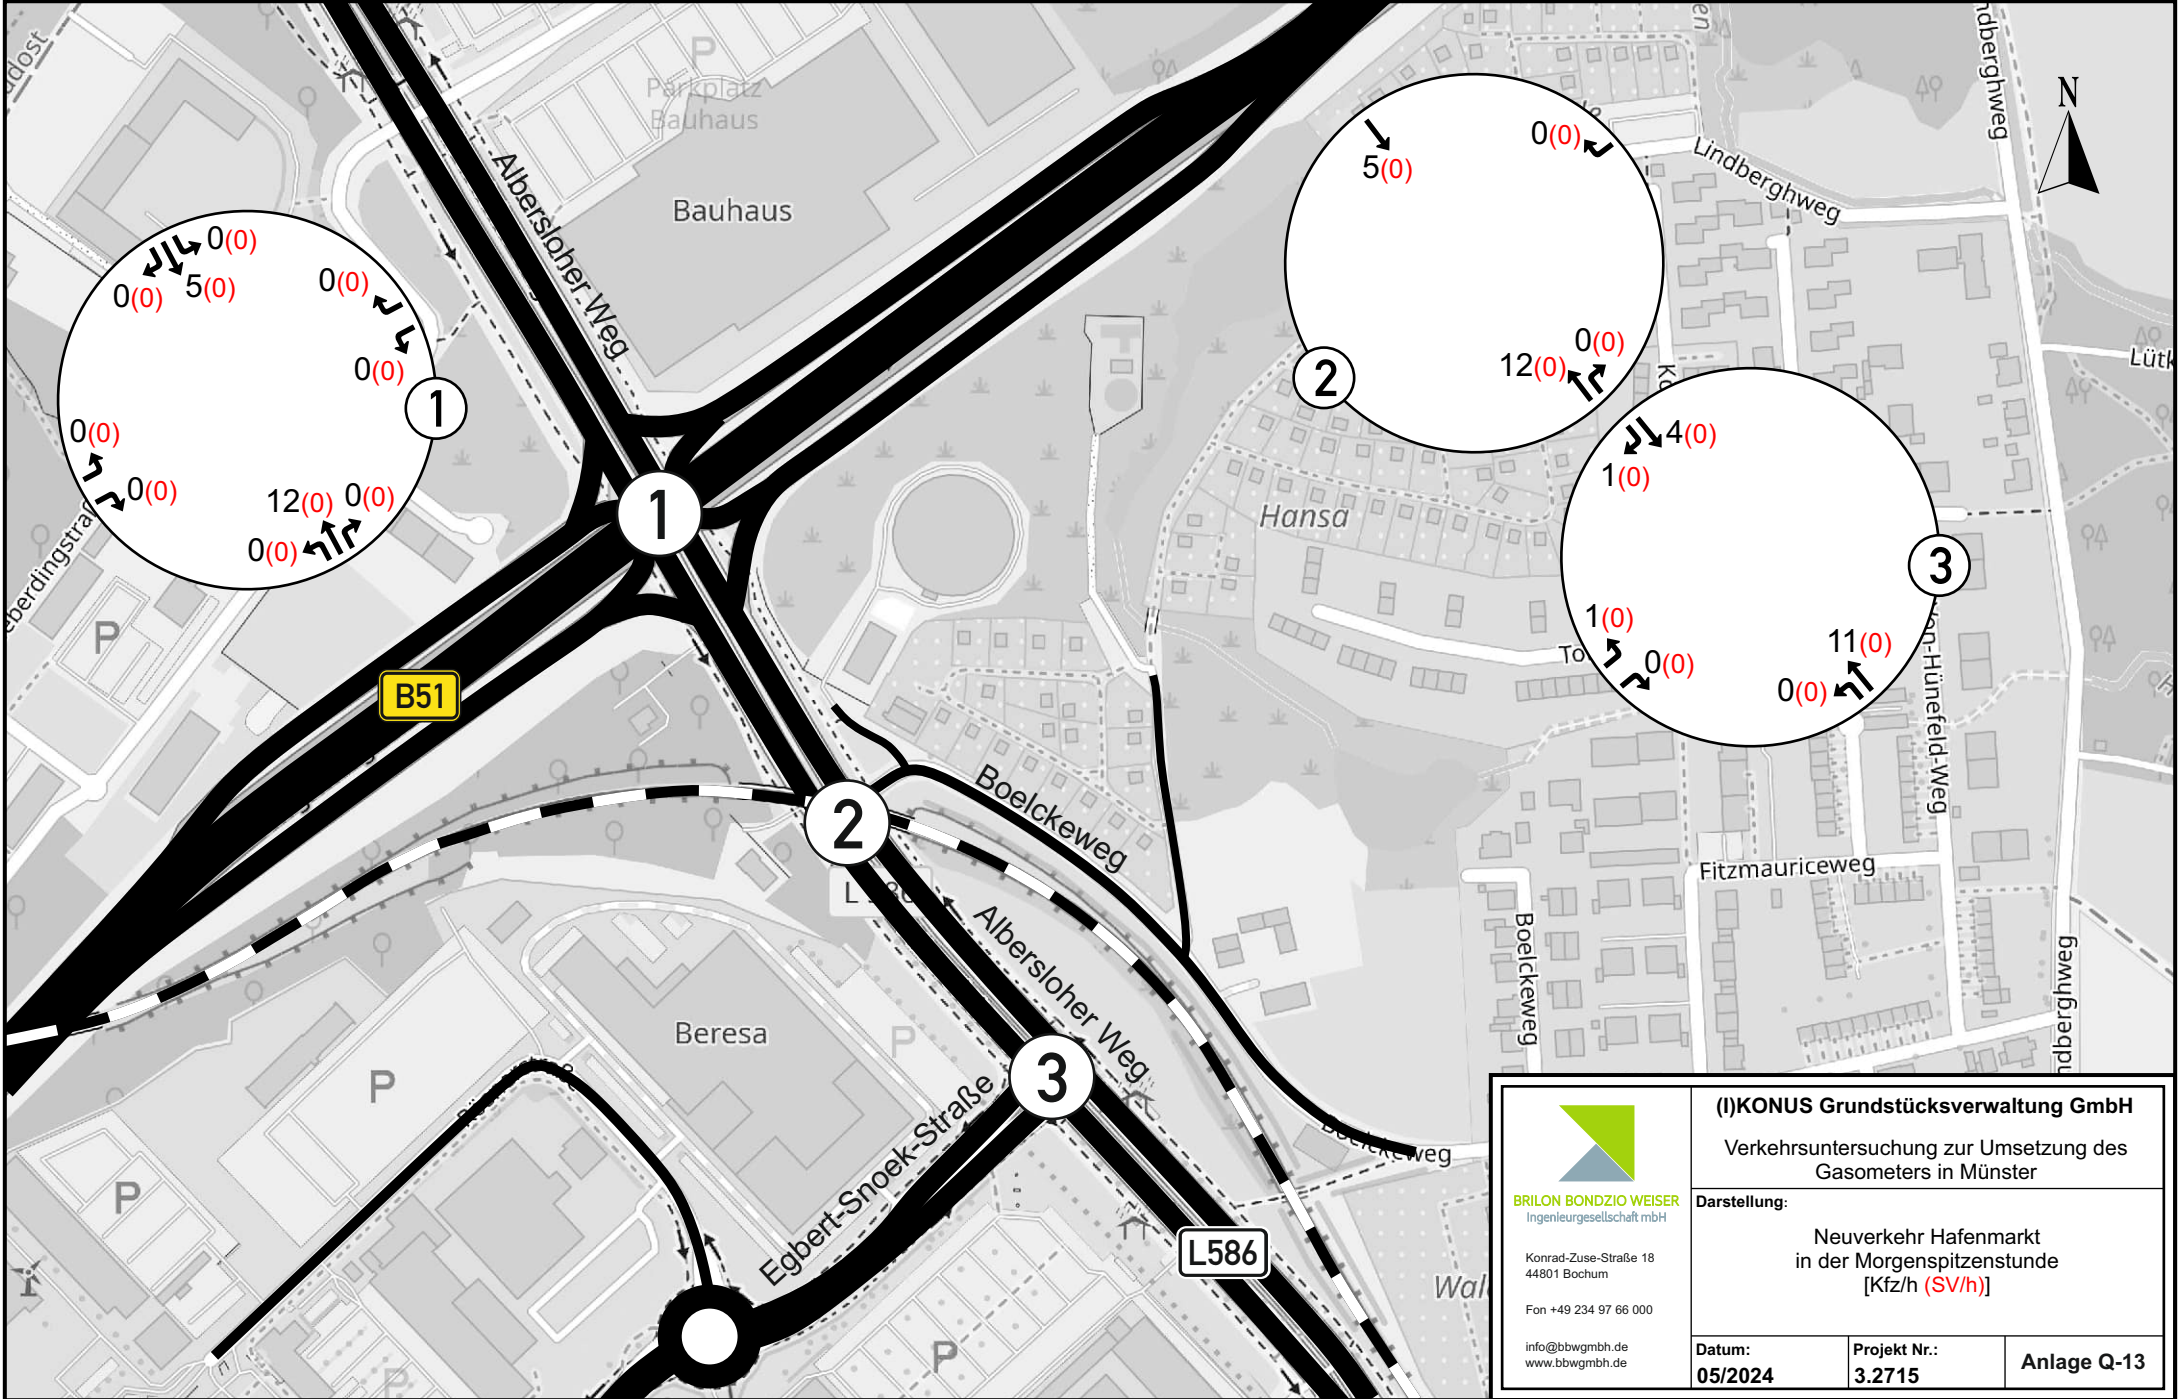 Parkplatz
Bauhaus
P
Bauhaus
Albersloher Weg
Lindberghweg
Lindberghweg
N
5(0)
0(0)
12(0)
0(0)
2
0(0)
5(0)
0(0)
0(0)
0(0)
0(0)
0(0)
12(0)
0(0)
0(0)
1
4(0)
1(0)
1(0)
0(0)
11(0)
0(0)
3
1
Hansa
B51
P
2
Boelckeweg
Albersloher Weg
Fitzmauriceweg
Boelckeweg
Beresa
P
P
P
3
Egbert-Snoek-Straße
Boelckeweg
L586
P
P
(I)KONUS Grundstücksverwaltung GmbH
Verkehrsuntersuchung zur Umsetzung des
Gasometers in Münster
Darstellung:
Neuverkehr Hafenmarkt
in der Morgenspitzenstunde
[Kfz/h (SV/h)]
BRILON BONDZIO WEISER
Ingenieurgesellschaft mbH
Konrad-Zuse-Straße 18
44801 Bochum
Fon +49 234 97 66 000
info@bbwgmbh.de
www.bbwgmbh.de
Datum:
05/2024
Projekt Nr.:
3.2715
Anlage Q-13